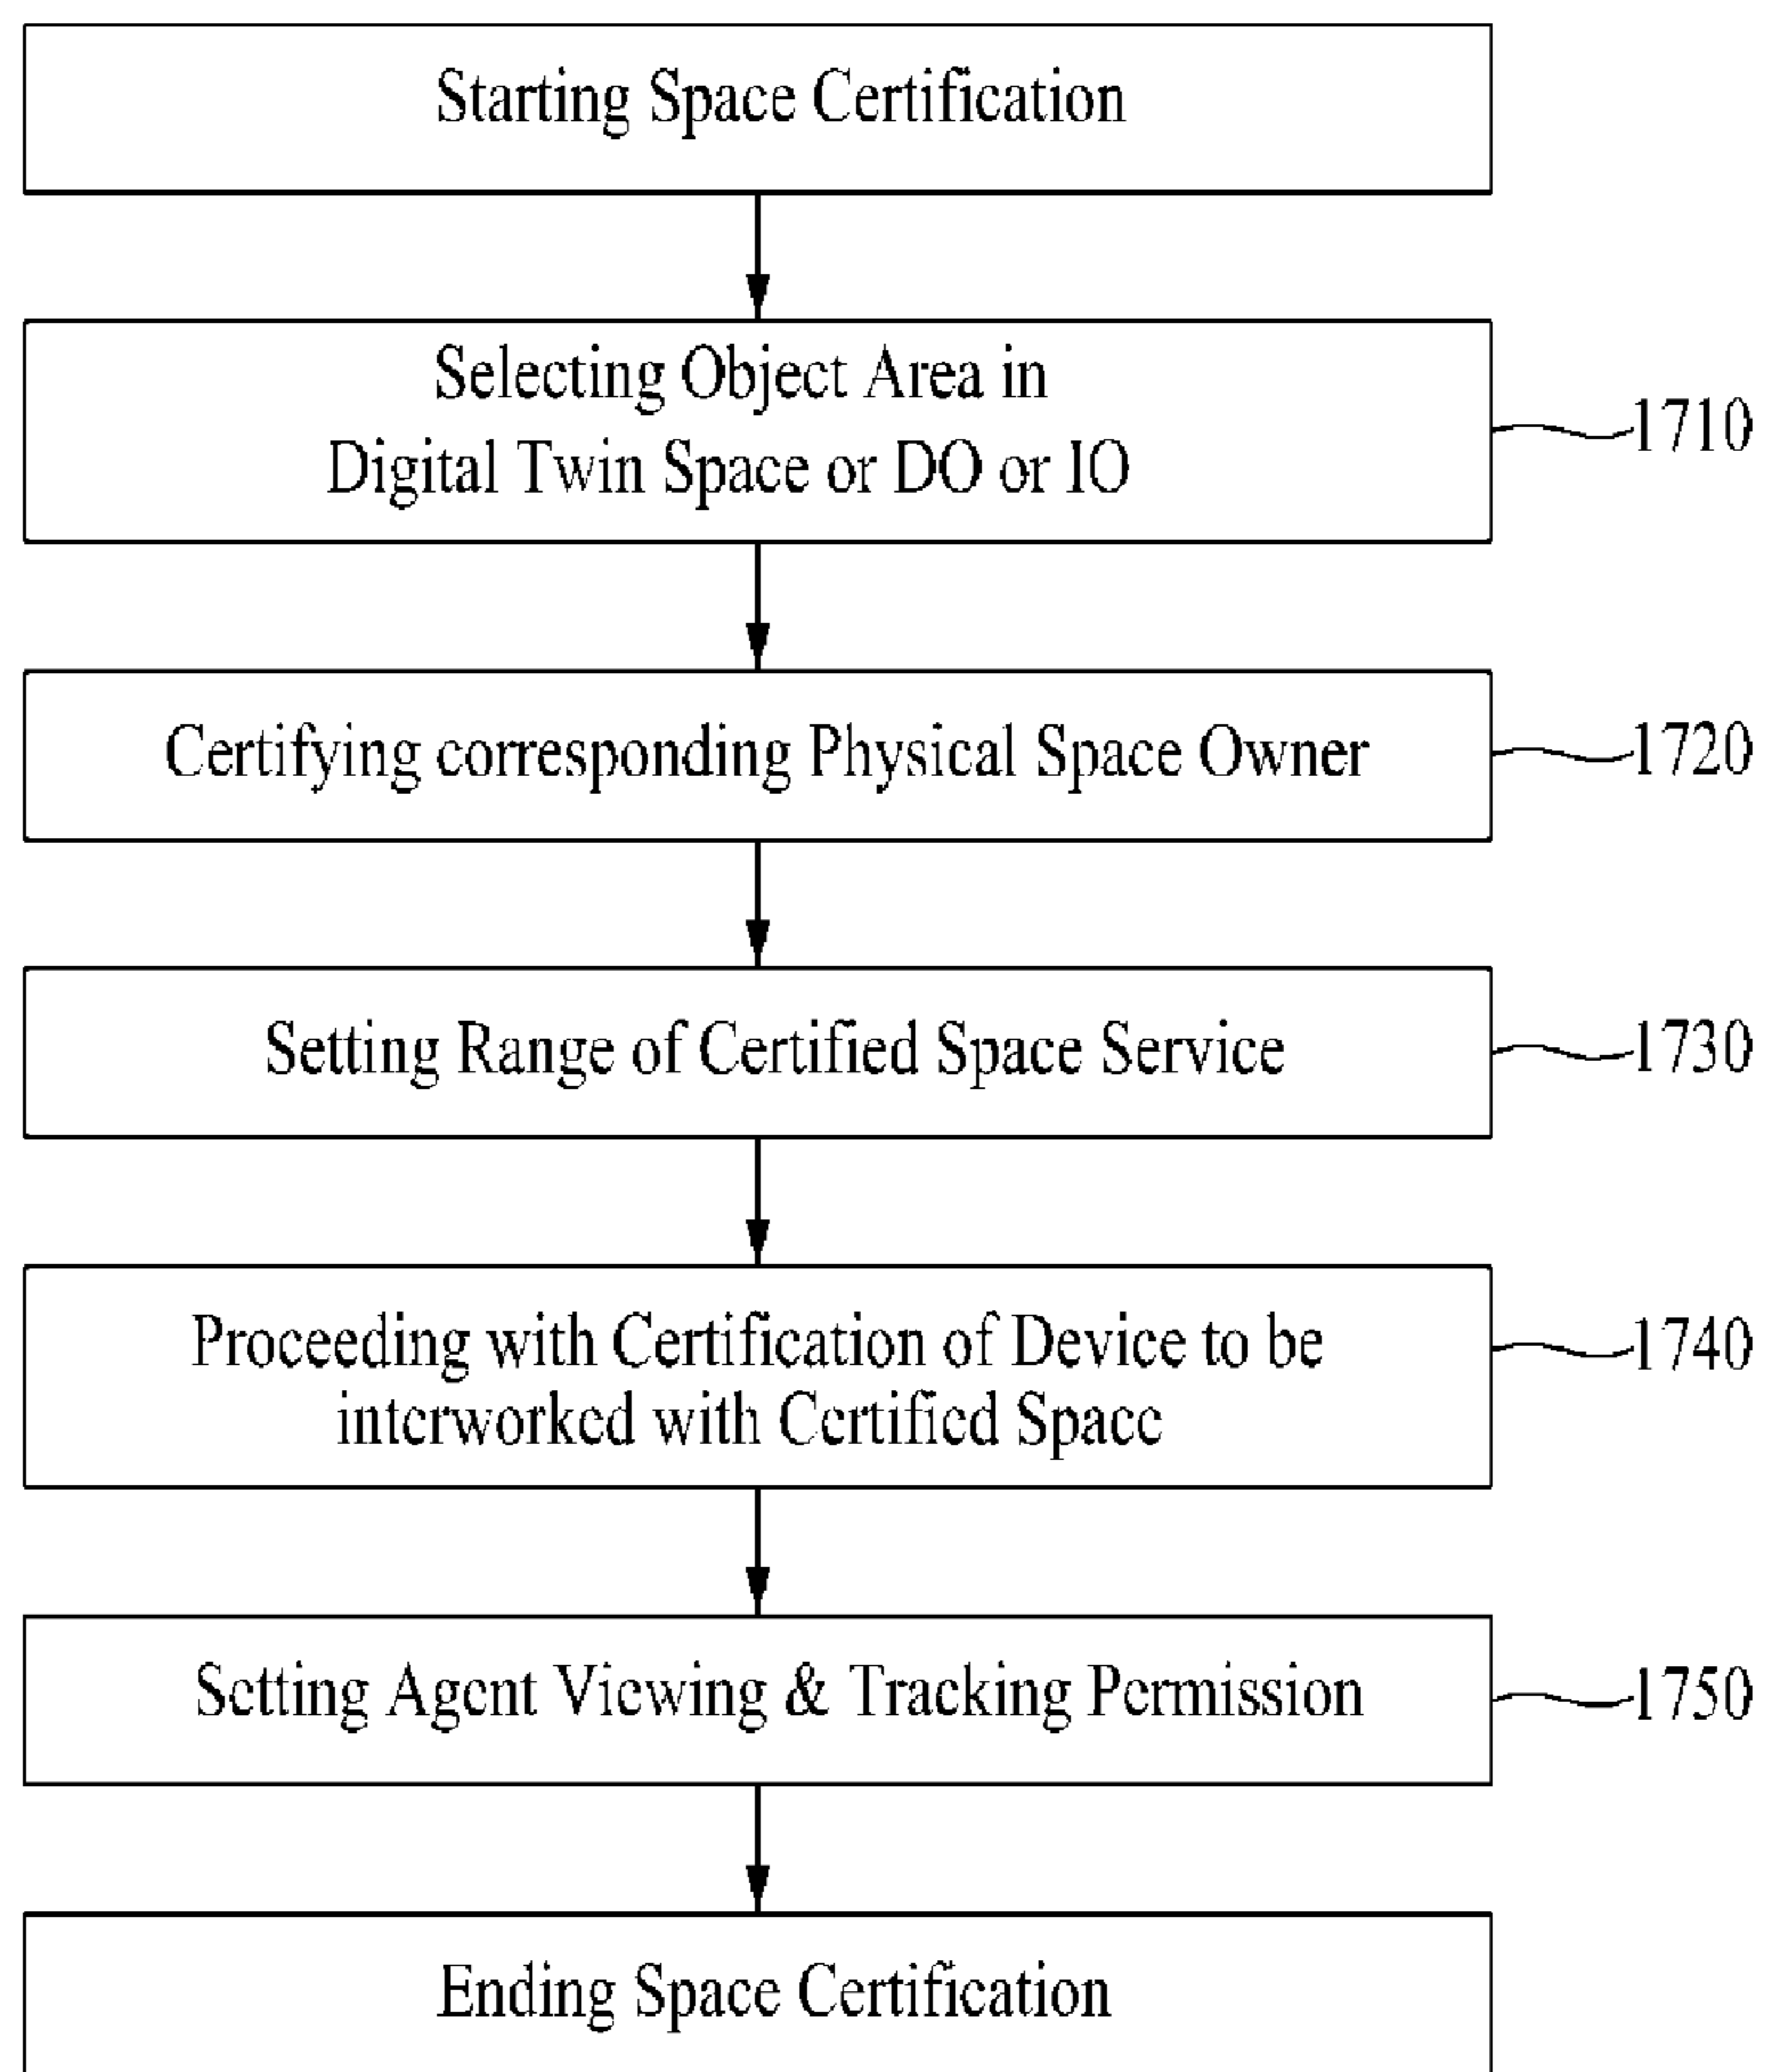 Starting Space Certification
Selecting Object Area in
Digital Twin Space or DO or IO
1710
Certifying corresponding Physical Space Owner
1720
Setting Range of Certified Space Service
1730
Proceeding with Certification of Device to be
interworked with Certified Space
1740
Setting Agent Viewing & Tracking Permission
1750
Ending Space Certification